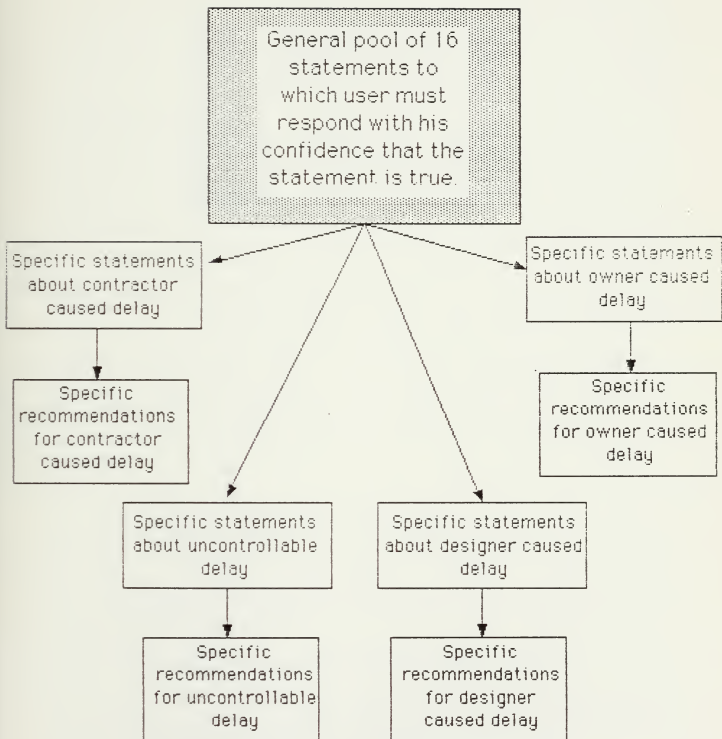 General pool of 16
statements to
which user must
respond with his
confidence that the
statement is true.
Specific statements
about contractor
caused delay
Specific statements
about owner caused
delay
Specific
recommendations
for contractor
caused delay
Specific
recommendations
for owner caused
delay
Specific statements
about uncontrollable
delay
Specific statements
about designer caused
delay
Specific
recommendations
for uncontrollable
delay
Specific
recommendations
for designer
caused delay